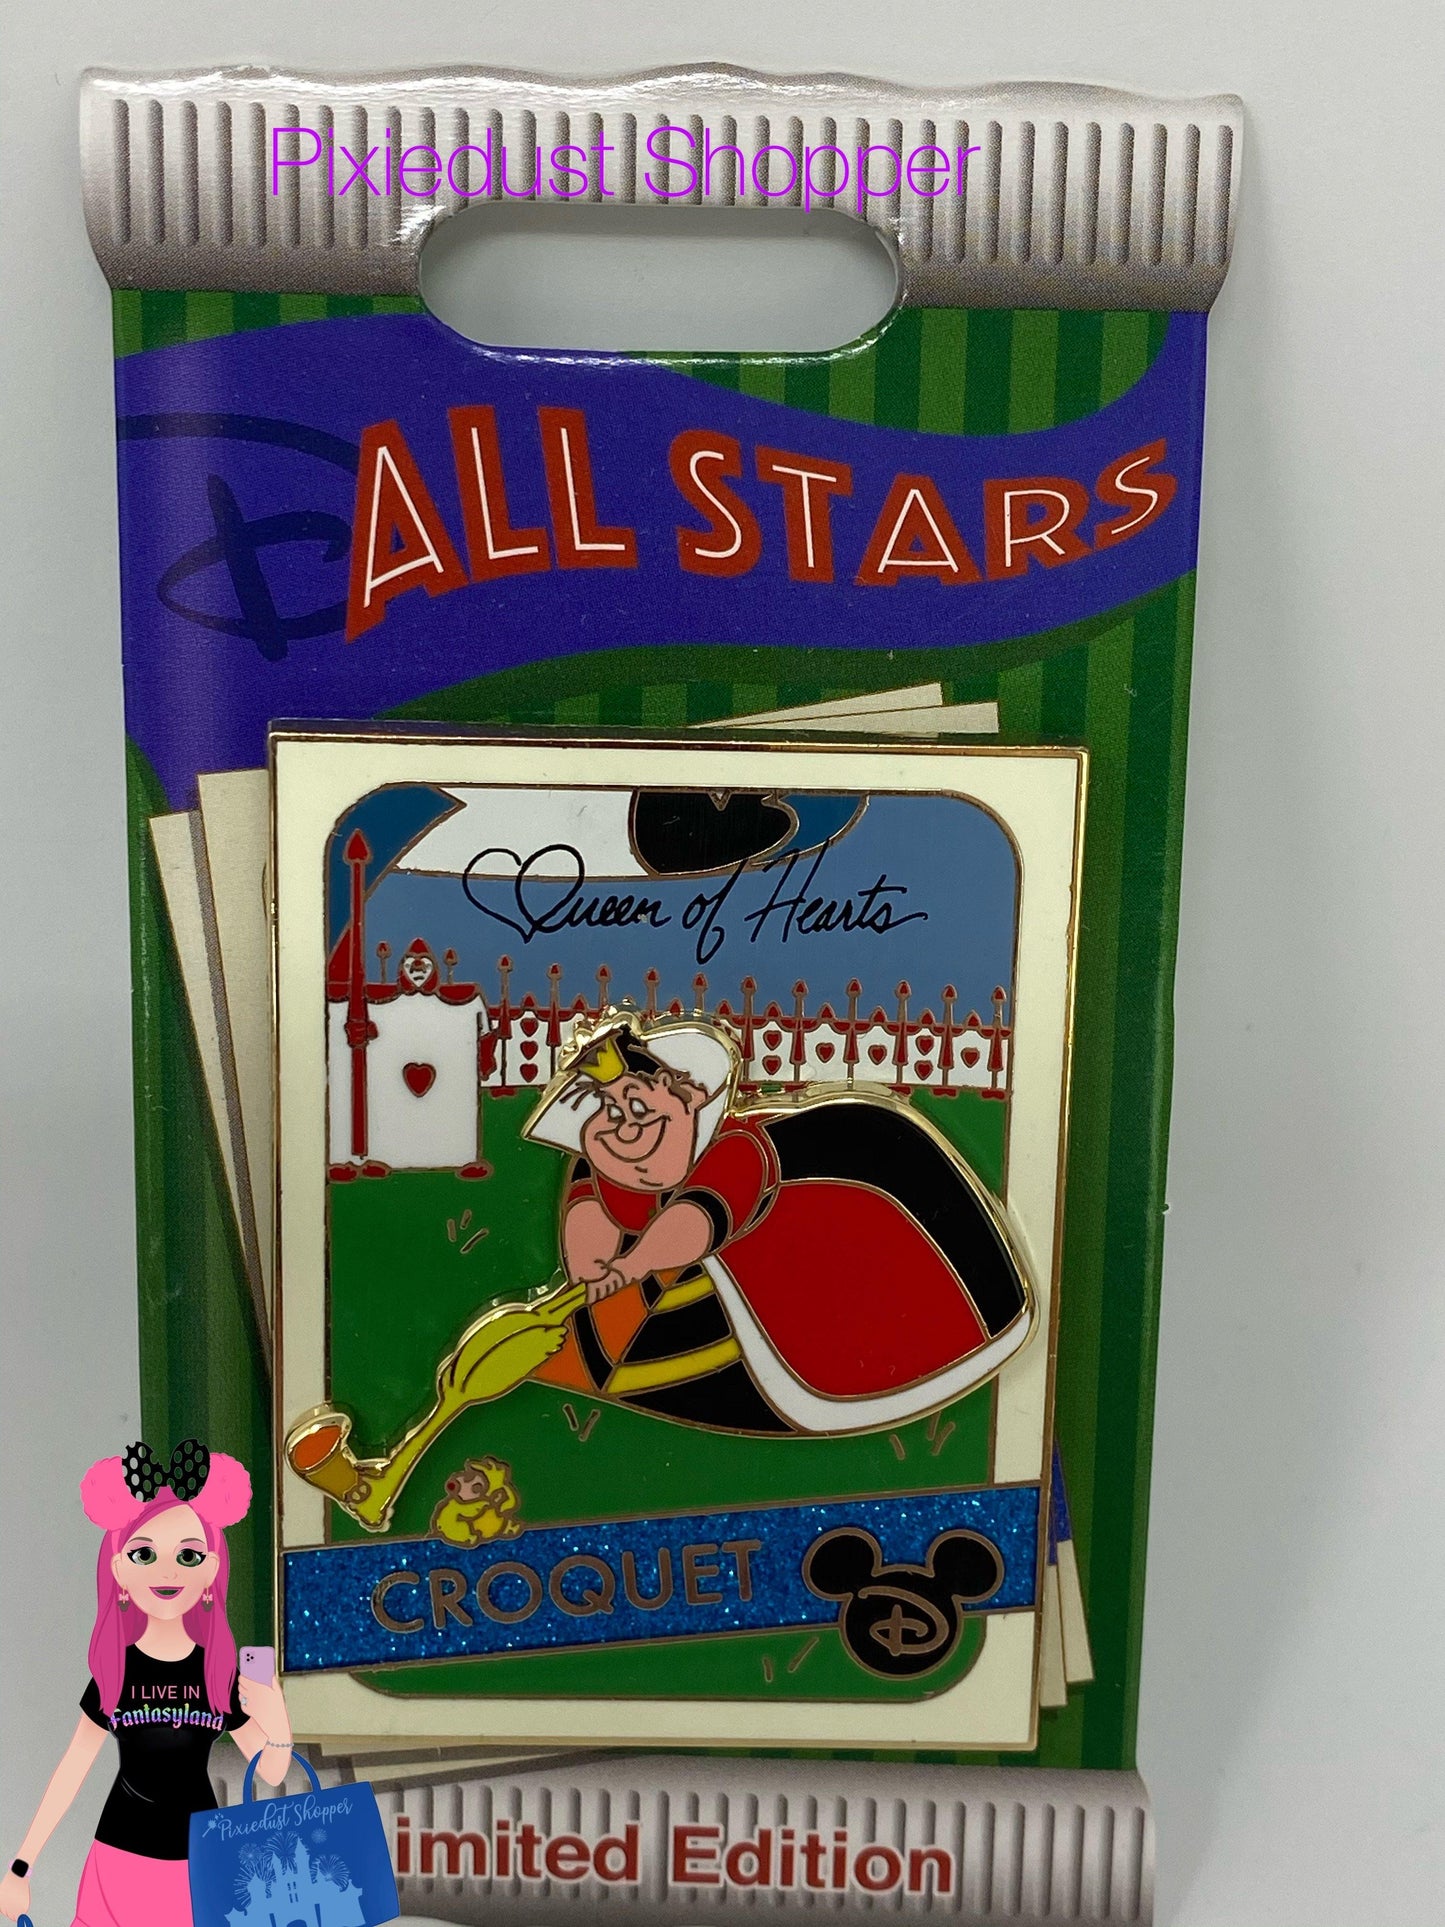 Pixiedust Shopper
ALL STARS
Queen of Hearts
CROQUET
D
I LIVE IN
Fantasyland
Pixiedust Shopper
imited Edition